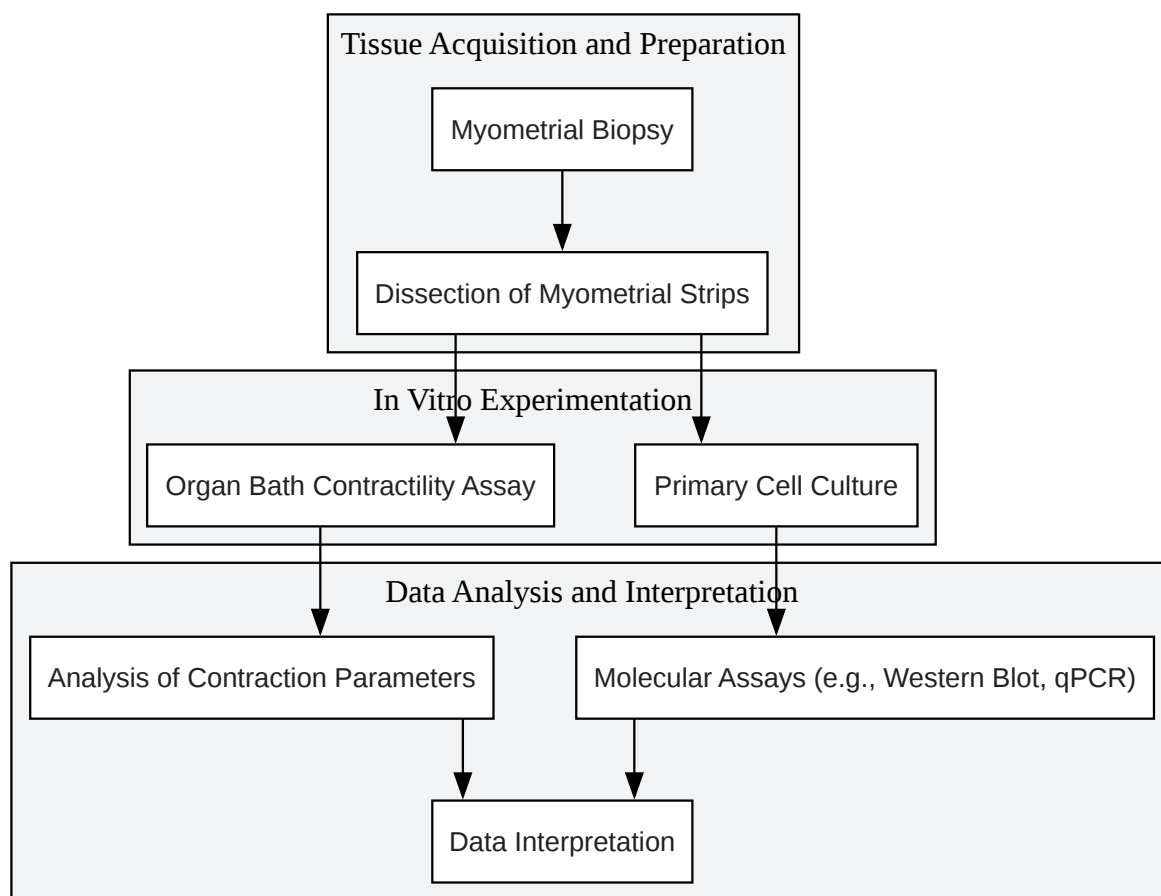 Tissue Acquisition and Preparation
Myometrial Biopsy
Dissection of Myometrial Strips
In Vitro Experimentation
Organ Bath Contractility Assay
Primary Cell Culture
Data Analysis and Interpretation
Analysis of Contraction Parameters
Molecular Assays (e.g., Western Blot, qPCR)
Data Interpretation